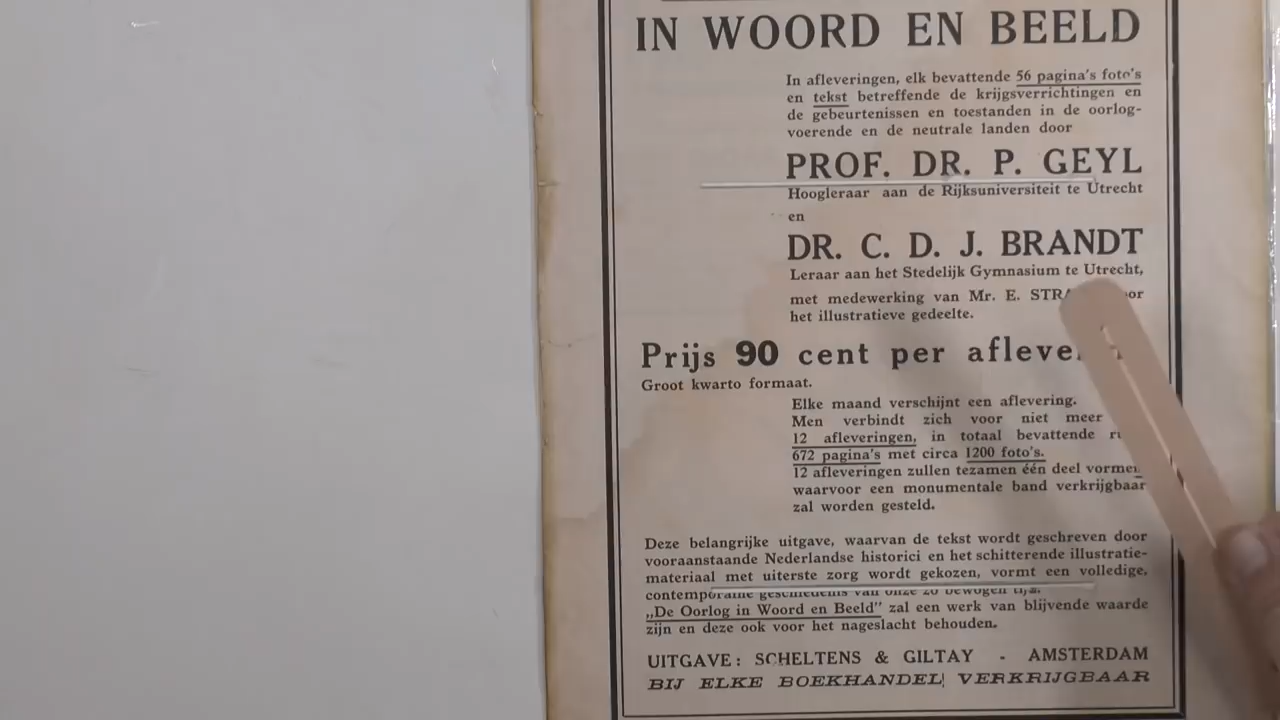 IN WOORD EN BEELD
In afleveringen, elk bevattende 56 pagina's foto's
en tekst betreffende de krijgsverrichtingen en
de gebeurtenissen en toestanden in de oorlog-
voerende en de neutrale landen door
PROF. DR. P. GEYL
Hoogleraar aan de Rijksuniversiteit te Utrecht
en
DR. C. D. J. BRANDT
Leraar aan het Stedelijk Gymnasium te Utrecht,
met medewerking van Mr. E.
het illustratieve gedeelte.
Prijs 90 cent per
Groot kwarto formaat.
Elke maand verschijnt een aflevering.
Men verbindt zich voor niet meer
12 afleveringen, in totaal bevattende
672 pagina's met circa 1200 foto's.
12 afleveringen zullen tezamen één deel vormen
waarvoor een monumentale band verkrijgbaar
zal worden gesteld.
Deze belangrijke uitgave, waarvan de tekst wordt geschreven door
vooraanstaande Nederlandse historici en het schitterende illustratie-
materiaal met uiterste zorg wordt gekozen, vormt een volledige,
contemporaine geschiedenis van onze zo bewogen tijd.
„De Oorlog in Woord en Beeld" zal een werk van blijvende waarde
zijn en deze ook voor het nageslacht behouden.
UITGAVE: SCHELTENS & GILTAY - AMSTERDAM
BIJ ELKE BOEKHANDEL VERKRIJGBAAR